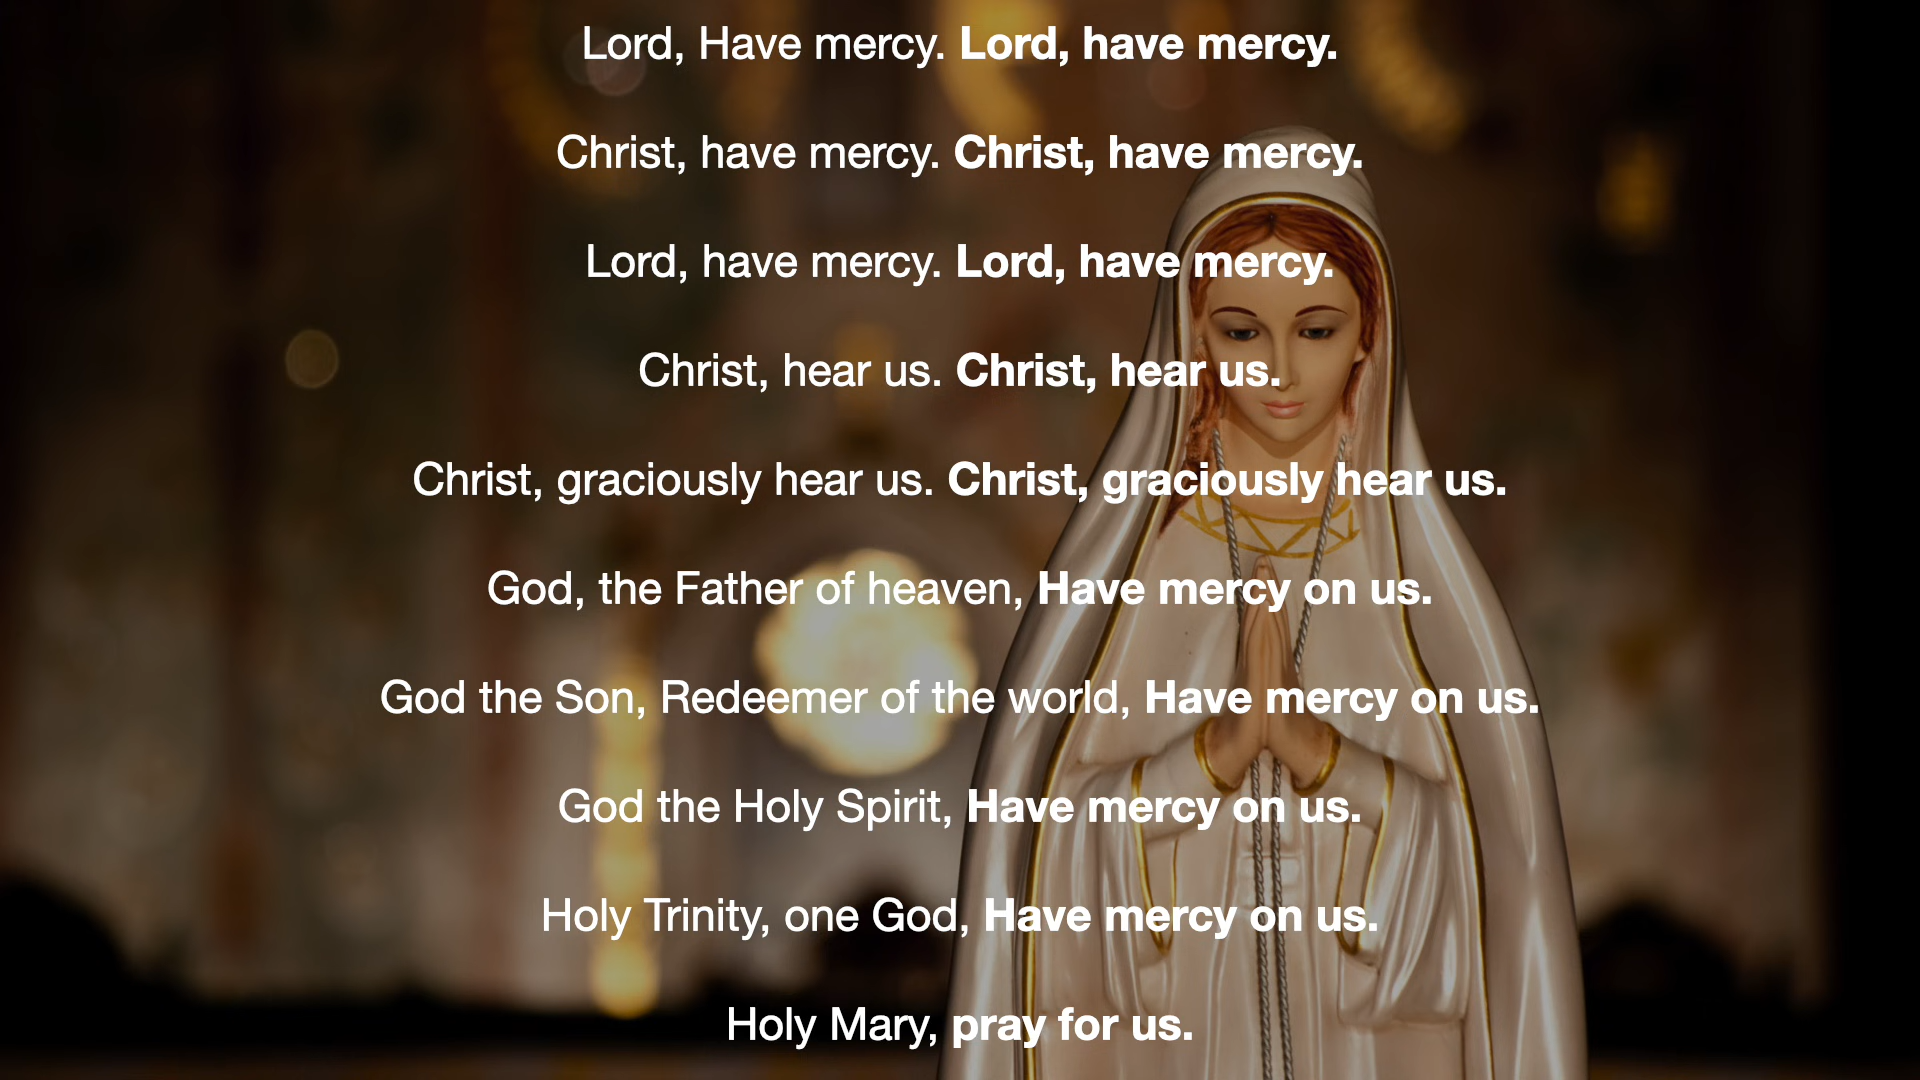 Lord, Have mercy. Lord, have mercy.
Christ, have mercy. Christ, have mercy.
Lord, have mercy. Lord, have mercy.
Christ, hear us. Christ, hear us.
Christ, graciously hear us. Christ, graciously hear us.
God, the Father of heaven, Have mercy on us.
God the Son, Redeemer of the world, Have mercy on us.
God the Holy Spirit, Have mercy on us.
Holy Trinity, one God, Have mercy on us.
Holy Mary, pray for us.